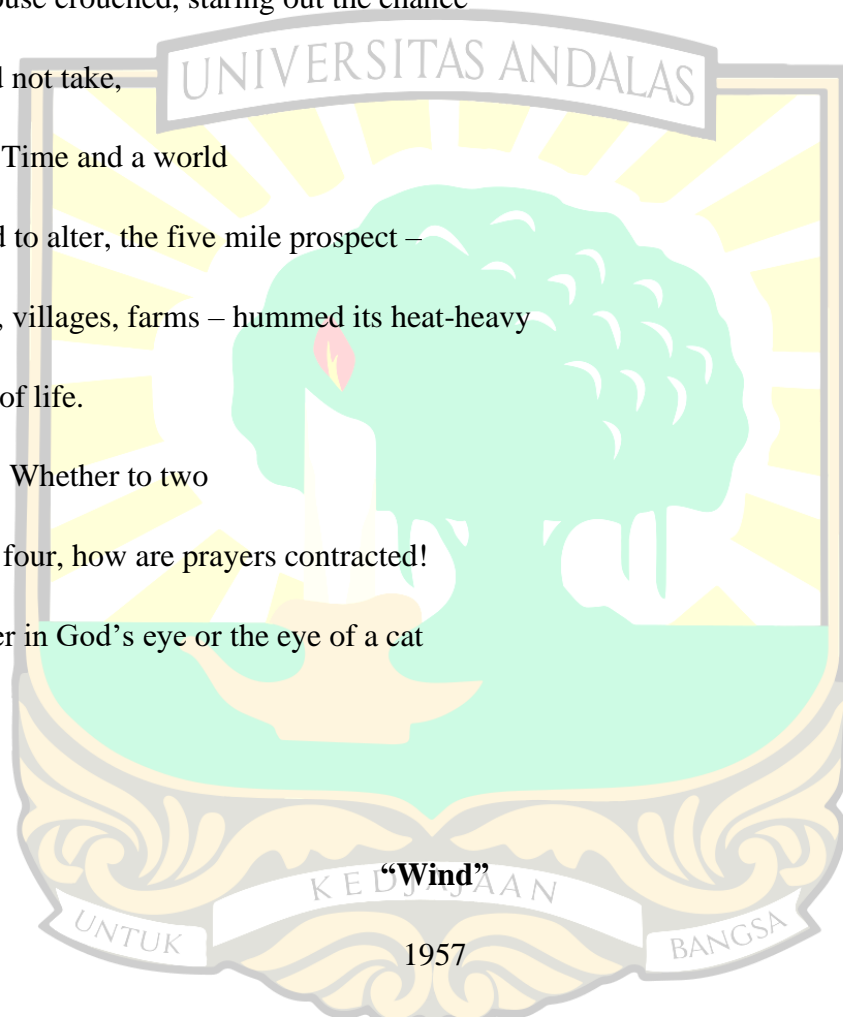 crouched, staring out the chance
UNIVERSITAS ANDALAS
not take,
Time and a world
to alter, the five mile prospect –
villages, farms – hummed its heat-heavy
of life.
Whether to two
four, how are prayers contracted!
in God’s eye or the eye of a cat
“Wind”
KEDJAJAAN
UNTUK
BANGSA
1957